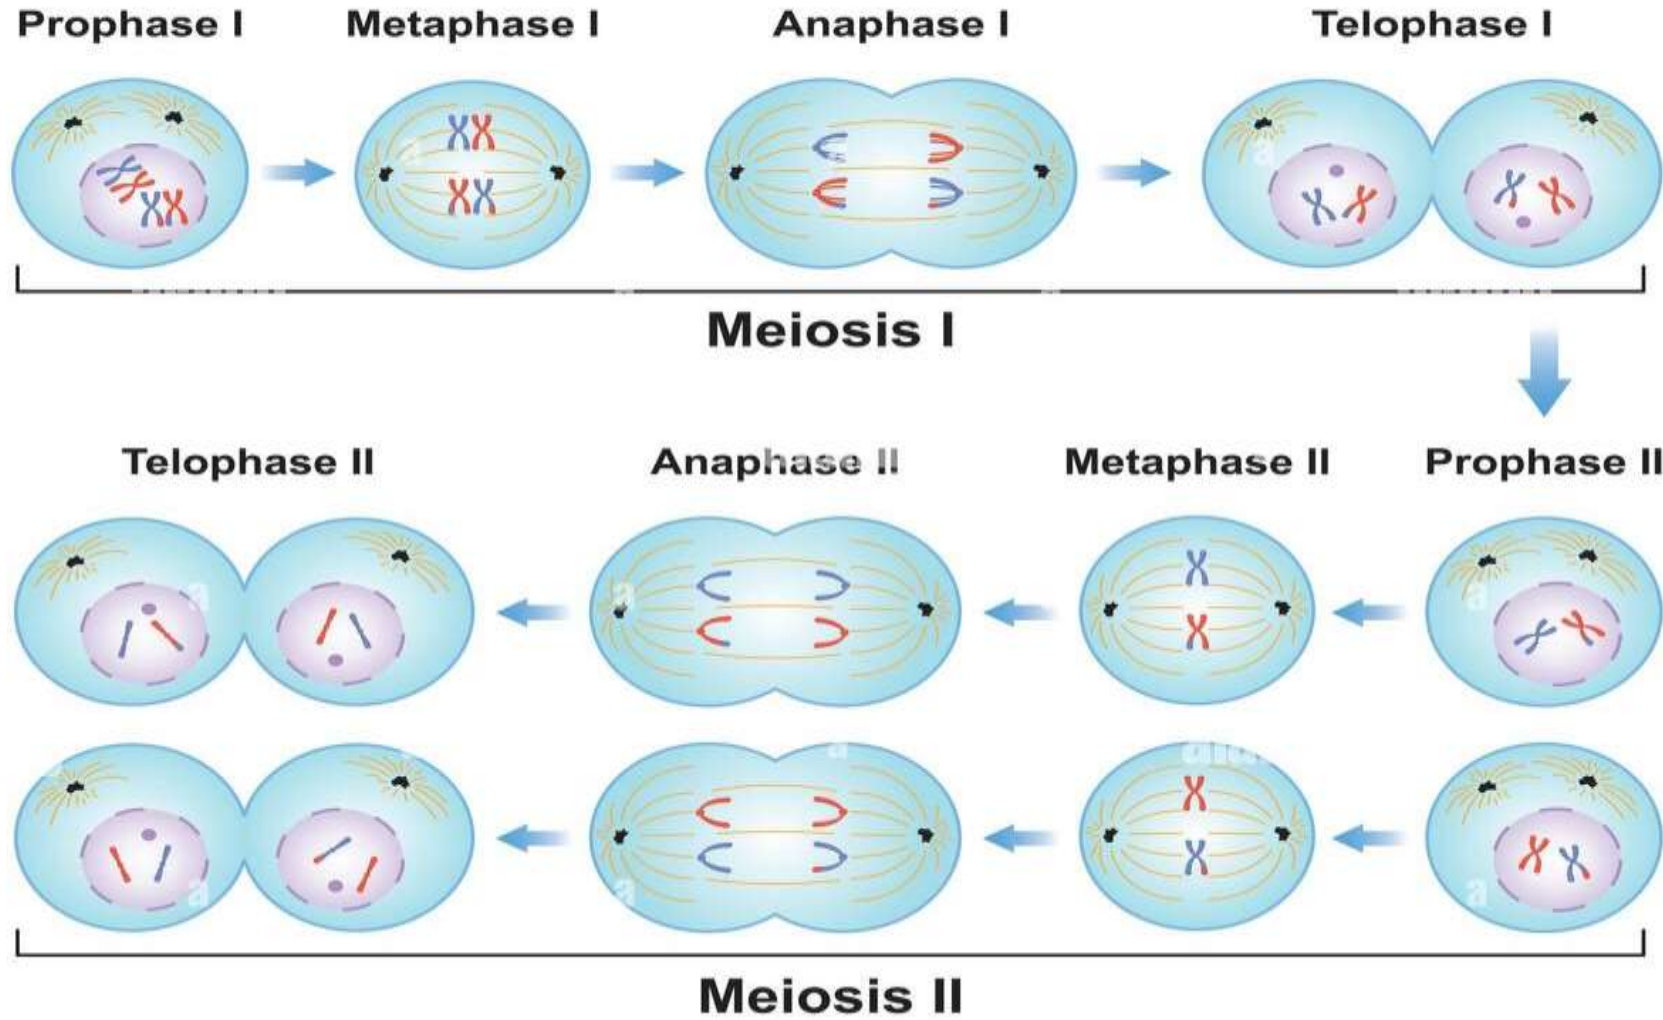 Prophase I
Metaphase I
Anaphase I
Telophase I
Meiosis I
Telophase II
Anaphase II
Metaphase II
Prophase II
a
a
a
a
a
a
a
a
a
Meiosis II